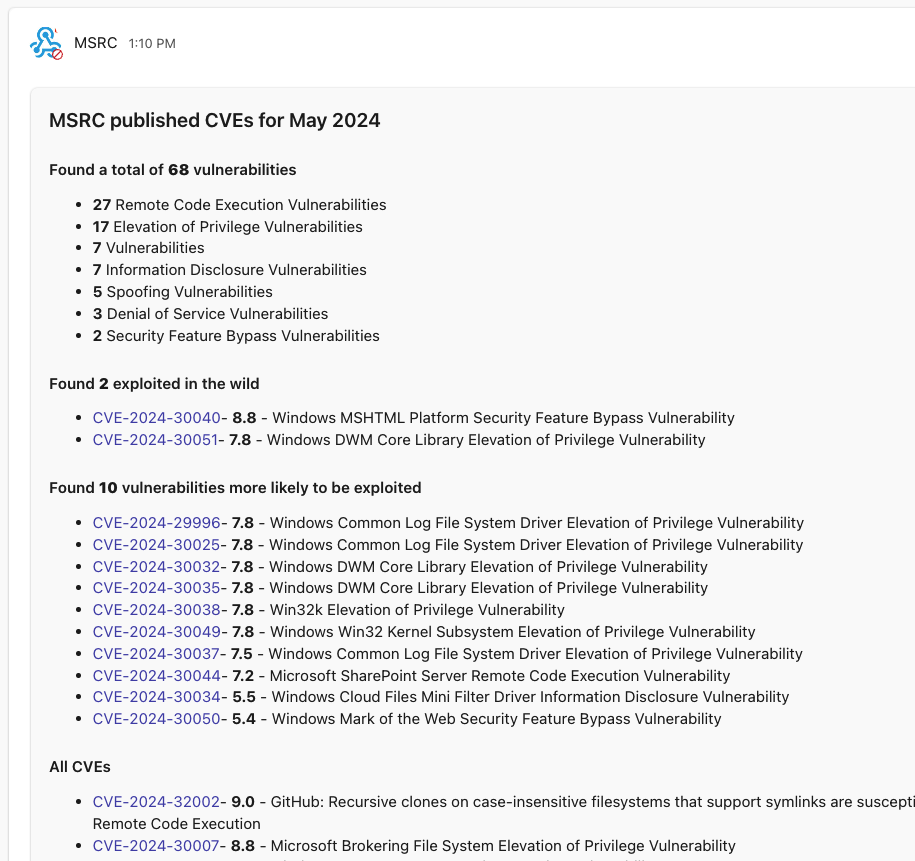 MSRC 1:10 PM
MSRC published CVEs for May 2024
Found a total of 68 vulnerabilities
• 27 Remote Code Execution Vulnerabilities
• 17 Elevation of Privilege Vulnerabilities
• 7 Vulnerabilities
• 7 Information Disclosure Vulnerabilities
• 5 Spoofing Vulnerabilities
• 3 Denial of Service Vulnerabilities
• 2 Security Feature Bypass Vulnerabilities
Found 2 exploited in the wild
• CVE-2024-30040- 8.8 - Windows MSHTML Platform Security Feature Bypass Vulnerability
• CVE-2024-30051- 7.8 - Windows DWM Core Library Elevation of Privilege Vulnerability
Found 10 vulnerabilities more likely to be exploited
• CVE-2024-29996- 7.8 - Windows Common Log File System Driver Elevation of Privilege Vulnerability
• CVE-2024-30025- 7.8 - Windows Common Log File System Driver Elevation of Privilege Vulnerability
• CVE-2024-30032- 7.8 - Windows DWM Core Library Elevation of Privilege Vulnerability
• CVE-2024-30035- 7.8 - Windows DWM Core Library Elevation of Privilege Vulnerability
• CVE-2024-30038- 7.8 - Win32k Elevation of Privilege Vulnerability
• CVE-2024-30049- 7.8 - Windows Win32 Kernel Subsystem Elevation of Privilege Vulnerability
• CVE-2024-30037- 7.5 - Windows Common Log File System Driver Elevation of Privilege Vulnerability
• CVE-2024-30044- 7.2 - Microsoft SharePoint Server Remote Code Execution Vulnerability
• CVE-2024-30034- 5.5 - Windows Cloud Files Mini Filter Driver Information Disclosure Vulnerability
• CVE-2024-30050- 5.4 - Windows Mark of the Web Security Feature Bypass Vulnerability
All CVEs
• CVE-2024-32002- 9.0 - GitHub: Recursive clones on case-insensitive filesystems that support symlinks are suscepti
Remote Code Execution
• CVE-2024-30007- 8.8 - Microsoft Brokering File System Elevation of Privilege Vulnerability